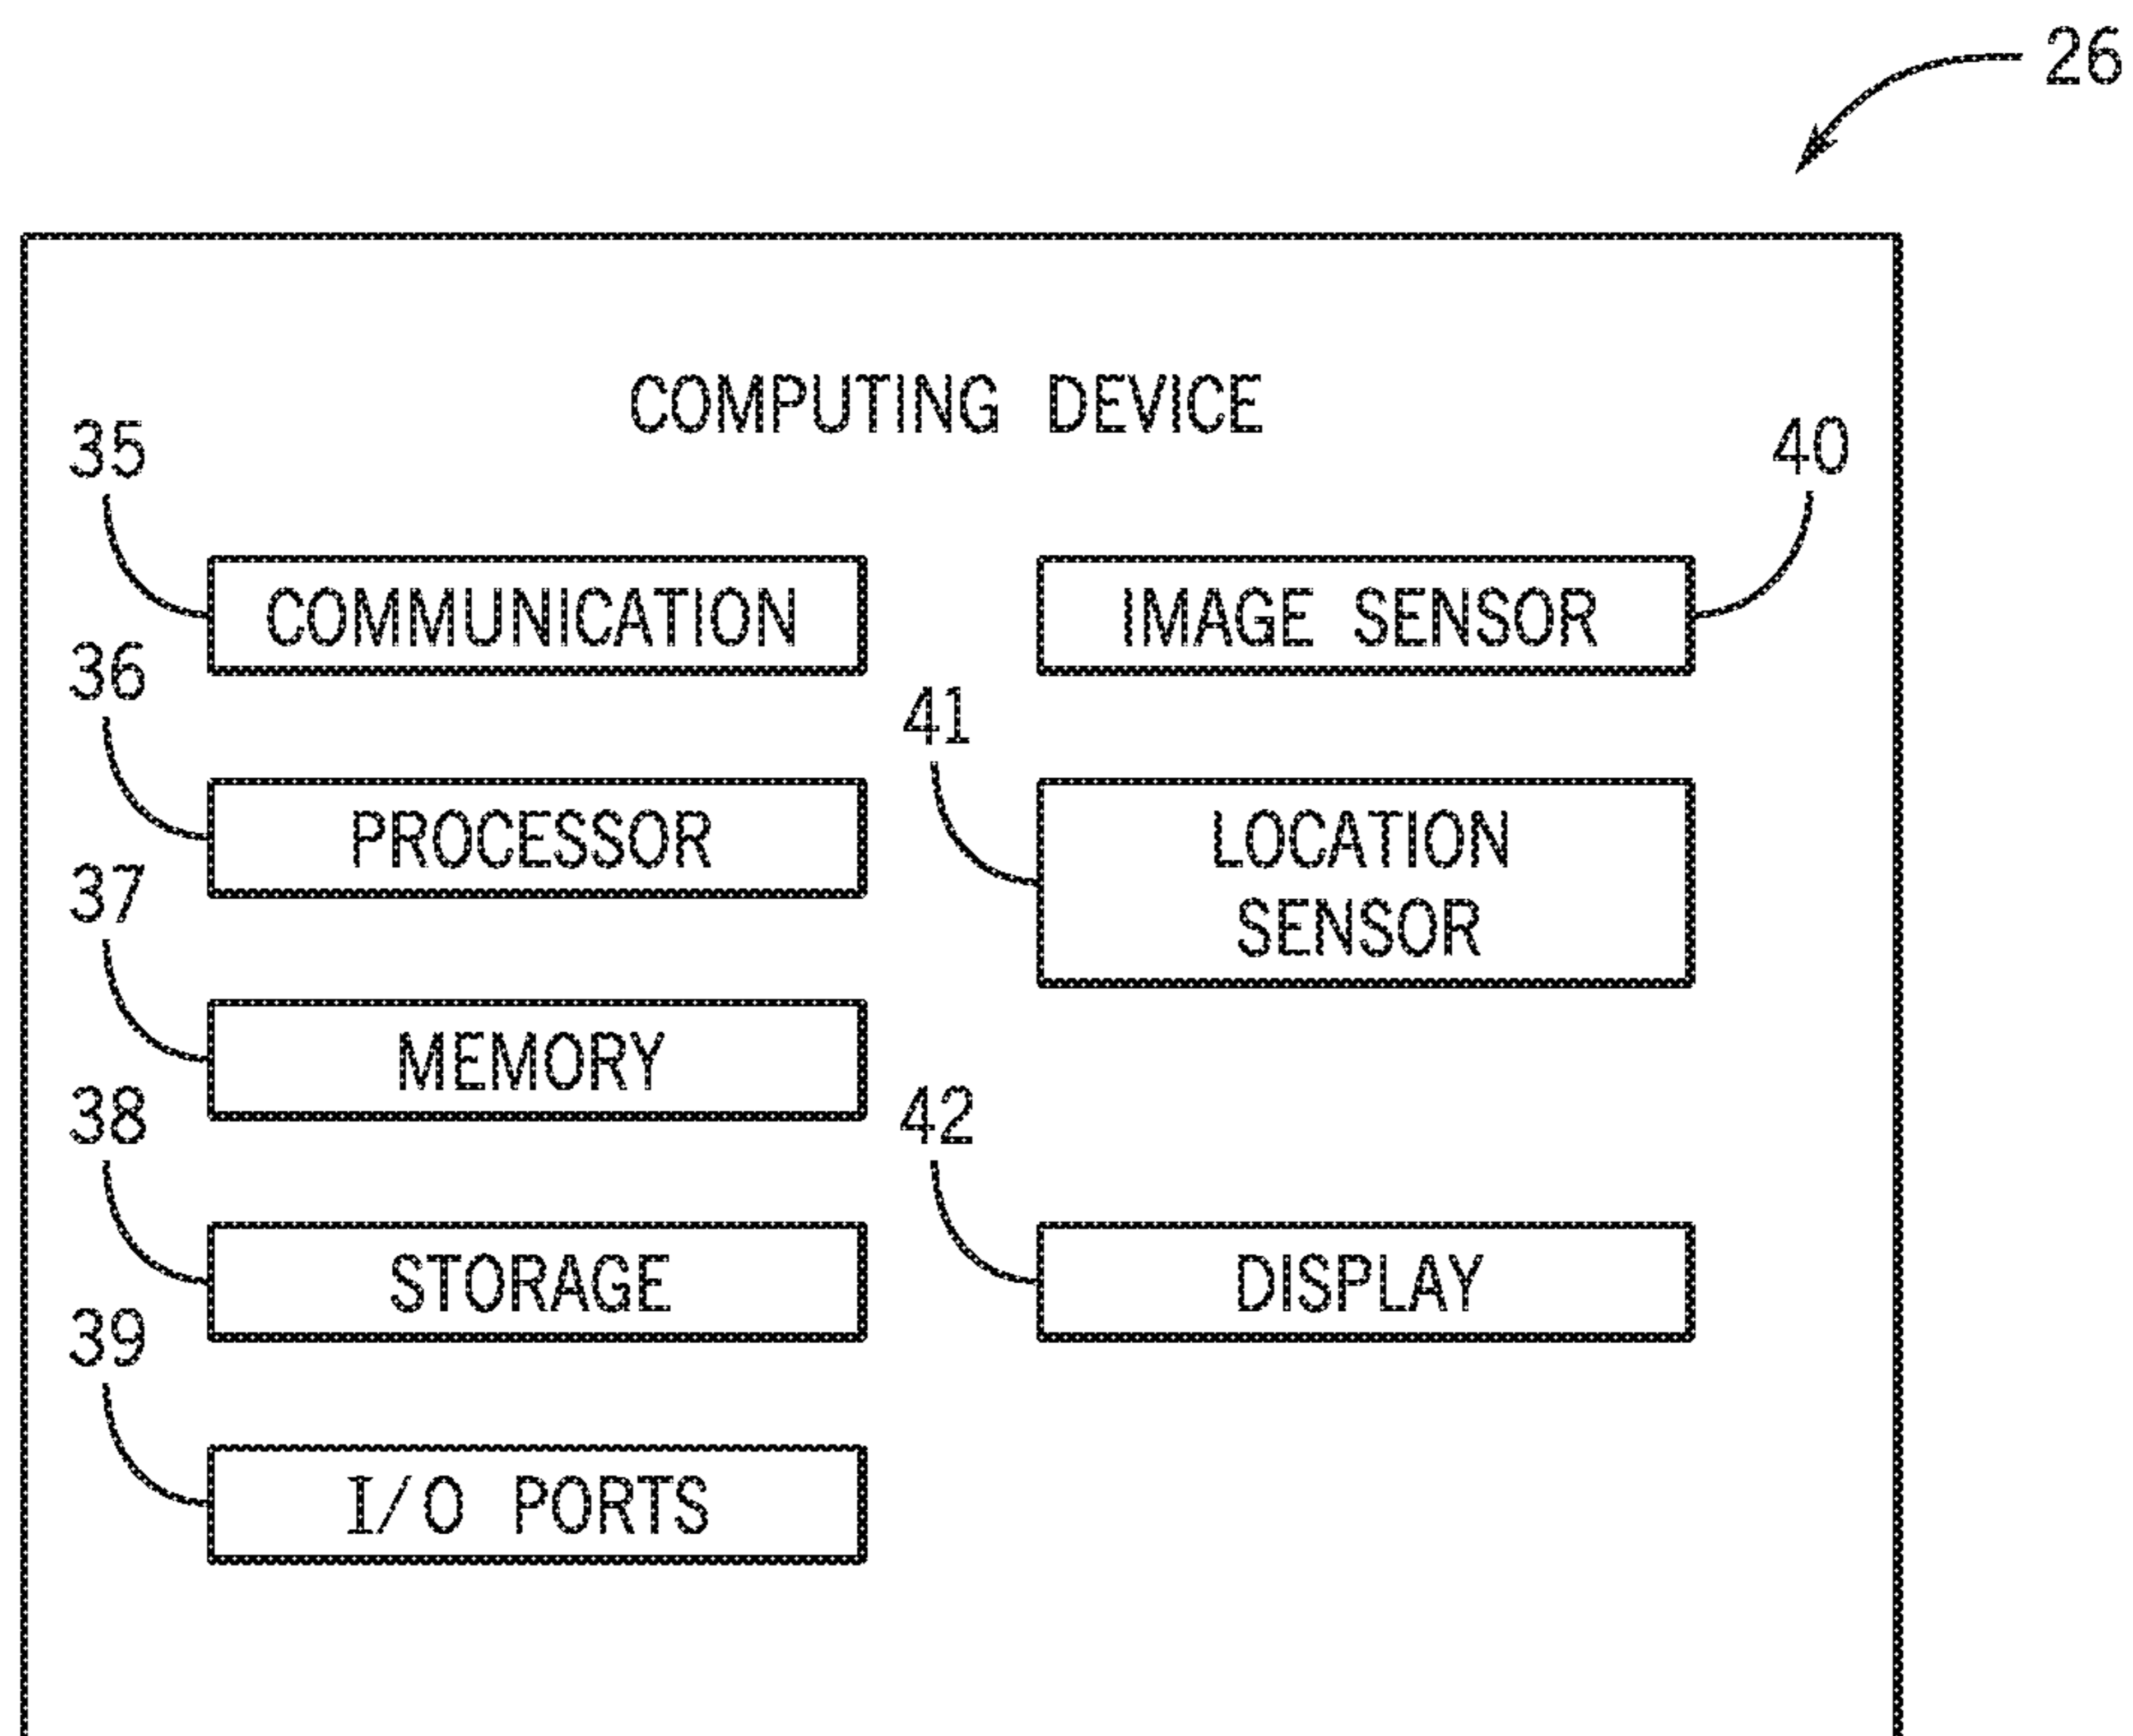 26
COMPUTING DEVICE
35
COMMUNICATION
36
PROCESSOR
37
MEMORY
38
STORAGE
39
I/O PORTS
40
IMAGE SENSOR
41
LOCATION
SENSOR
42
DISPLAY